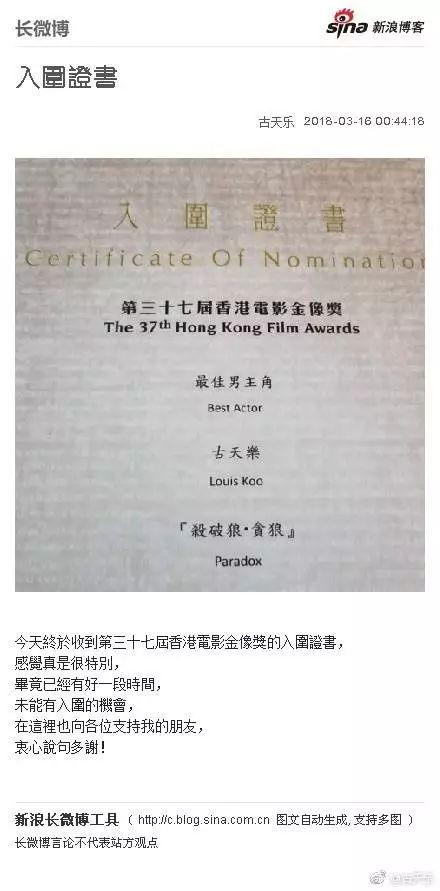 长微博
sina 新浪博客
入圍證書
古天乐 2018-03-16 00:44:18
入圍證書
Certificate Of Nomination
第三十七屆香港電影金像獎
The 37th Hong Kong Film Awards
最佳男主角
Best Actor
古天樂
Louis Koo
『殺破狼·貪狼』
Paradox
今天終於收到第三十七屆香港電影金像獎的入圍證書，
感覺真是很特別，
畢竟已經有好一段時間，
未能有入圍的機會，
在這裡也向各位支持我的朋友，
衷心說句多謝！
新浪长微博工具 （ http://c.blog.sina.com.cn 图文自动生成，支持多图 ）
长微博言论不代表站方观点